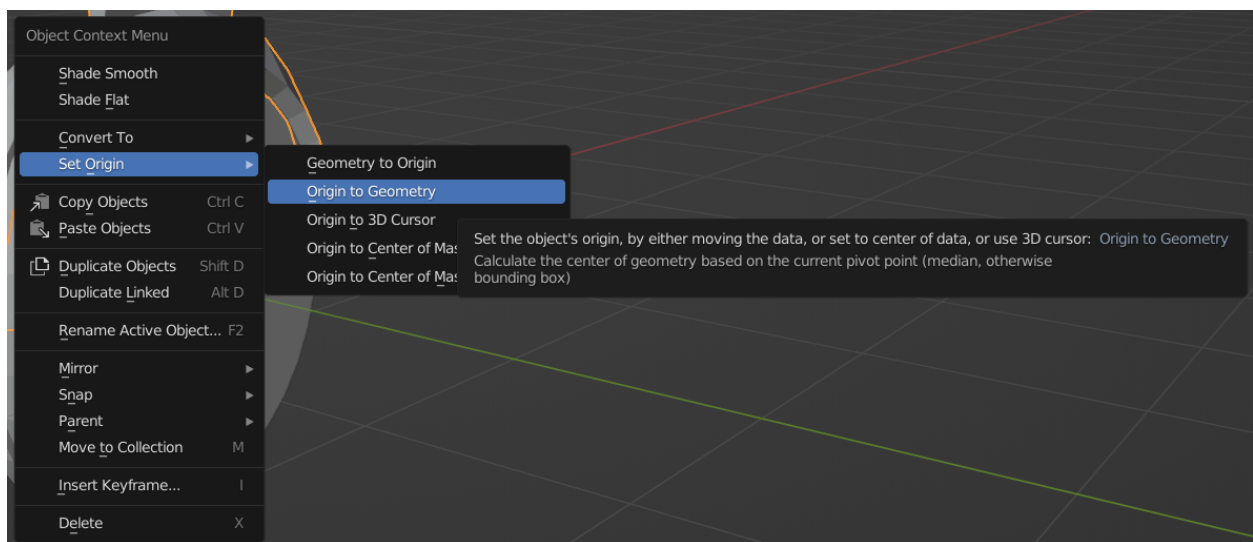 Object Context Menu
Shade Smooth
Shade Flat
Convert To
Set Origin
Copy Objects Ctrl C
Paste Objects Ctrl V
Duplicate Objects Shift D
Duplicate Linked Alt D
Rename Active Object... F2
Mirror
Snap
Parent
Move to Collection M
Insert Keyframe... I
Delete X
Geometry to Origin
Origin to Geometry
Origin to 3D Cursor
Origin to Center of Mas
Origin to Center of Mas
Set the object's origin, by either moving the data, or set to center of data, or use 3D cursor: Origin to Geometry
Calculate the center of geometry based on the current pivot point (median, otherwise
bounding box)